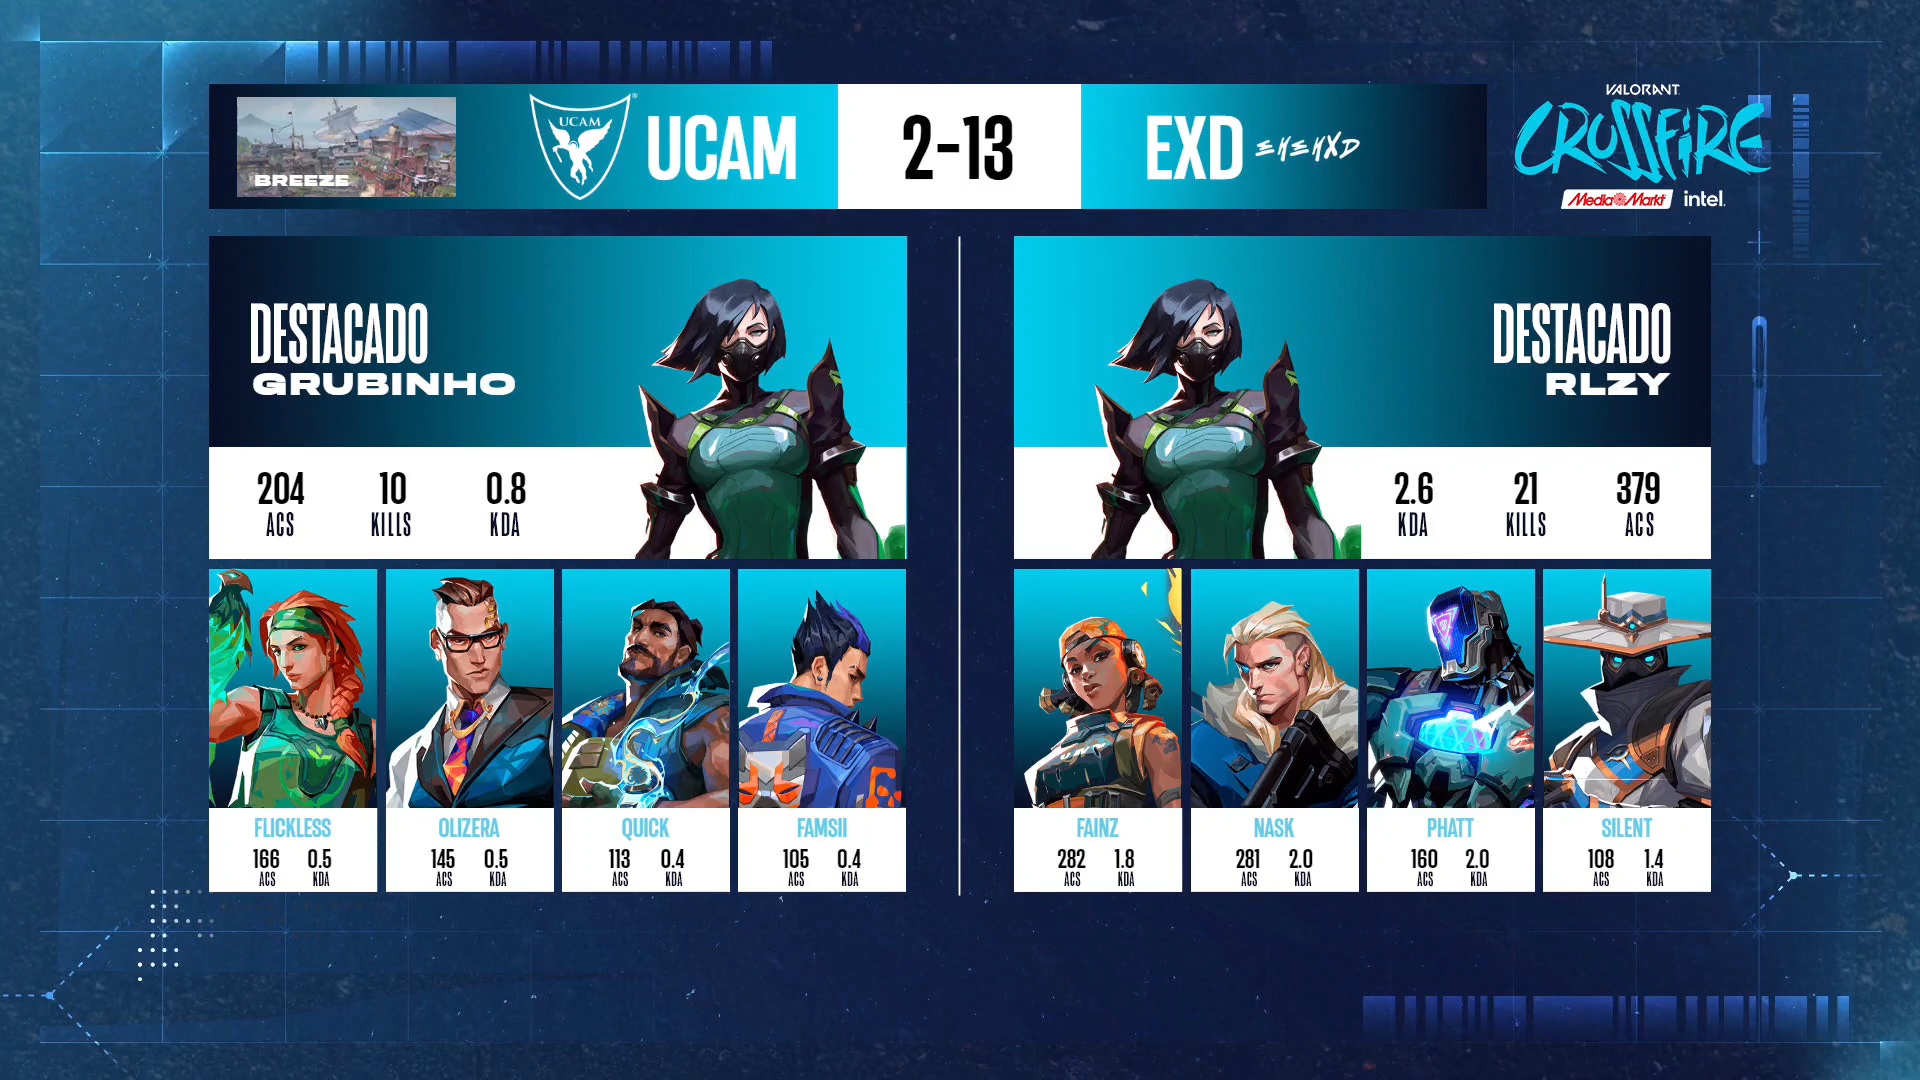 BREEZE
UCAM
UCAM
2-13
EXD
VALORANT
CROSSFIRE
MediaMarkt intel.
DESTACADO
GRUBINHO
204 10 0.8
ACS KILLS KDA
DESTACADO
RLZY
2.6 21 379
KDA KILLS ACS
FLICKLESS
166 0.5
ACS KDA
OLIZERA
145 0.5
ACS KDA
QUICK
113 0.4
ACS KDA
FAMSII
105 0.4
ACS KDA
FAINZ
282 1.8
ACS KDA
NASK
281 2.0
ACS KDA
PHATT
160 2.0
ACS KDA
SILENT
108 1.4
ACS KDA